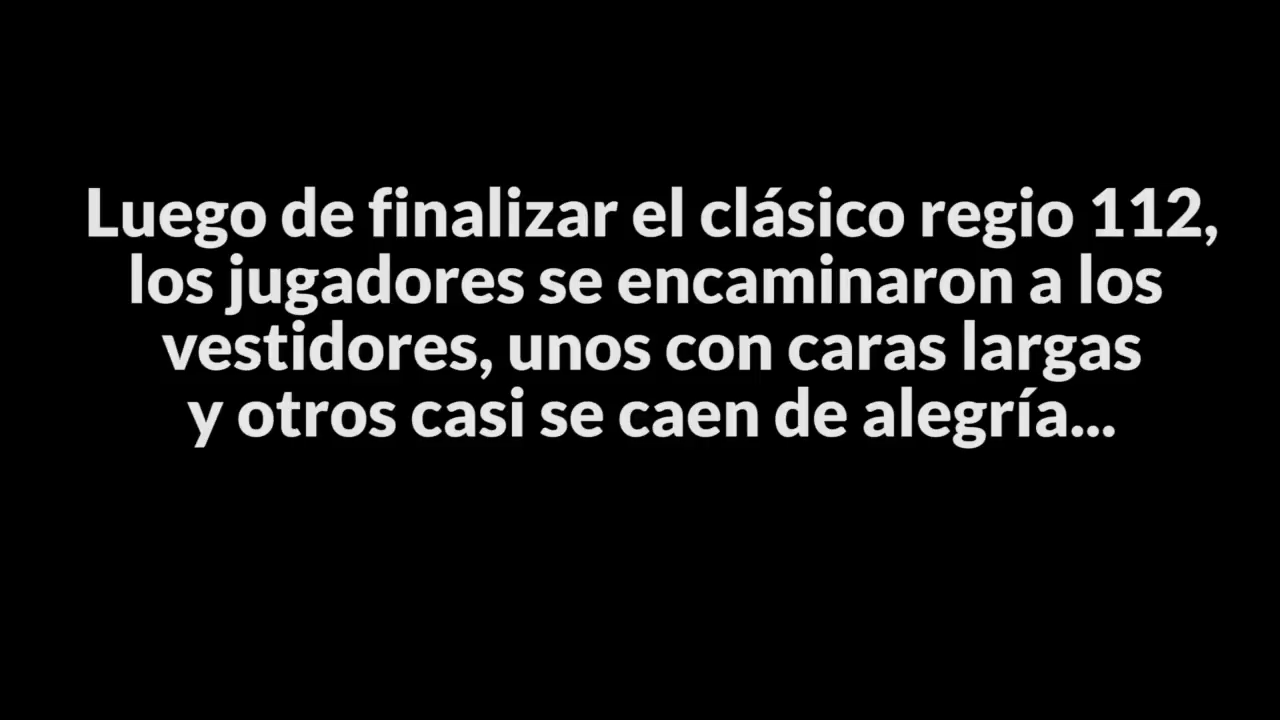 Luego de finalizar el clásico regio 112,
los jugadores se encaminaron a los
vestidores, unos con caras largas
y otros casi se caen de alegría...